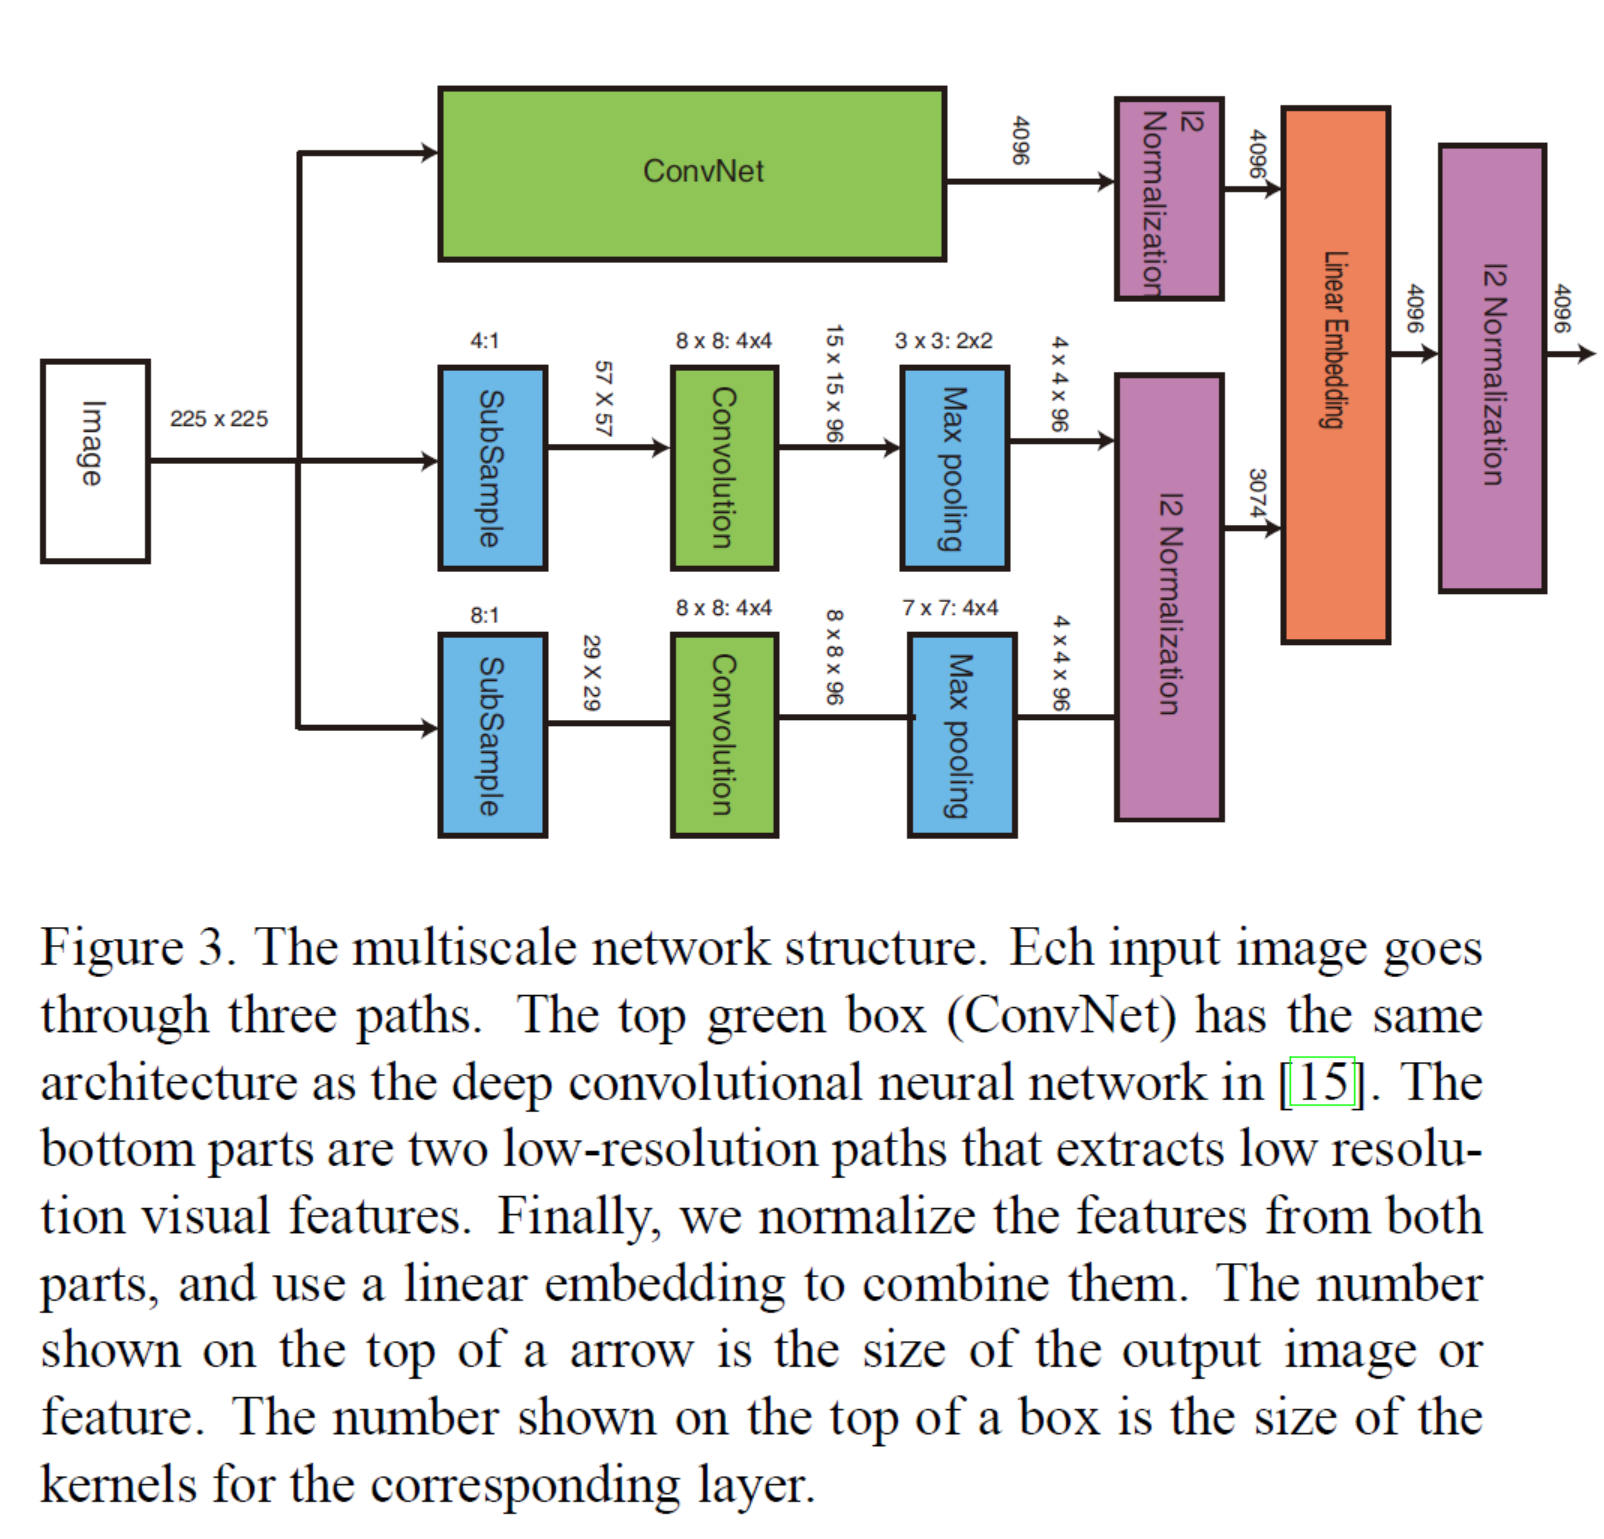 ConvNet
4096
l2
Normalization
4096
Linear Embedding
4096
l2 Normalization
4096
Image
225 x 225
4:1
SubSample
57 X 57
8 x 8: 4x4
Convolution
15 x 15 x 96
3 x 3: 2x2
Max pooling
4 x 4 x 96
l2 Normalization
3074
8:1
SubSample
29 X 29
8 x 8: 4x4
Convolution
8 x 8 x 96
7 x 7: 4x4
Max pooling
4 x 4 x 96
Figure 3. The multiscale network structure. Ech input image goes
through three paths. The top green box (ConvNet) has the same
architecture as the deep convolutional neural network in [15]. The
bottom parts are two low-resolution paths that extracts low resolu-
tion visual features. Finally, we normalize the features from both
parts, and use a linear embedding to combine them. The number
shown on the top of a arrow is the size of the output image or
feature. The number shown on the top of a box is the size of the
kernels for the corresponding layer.